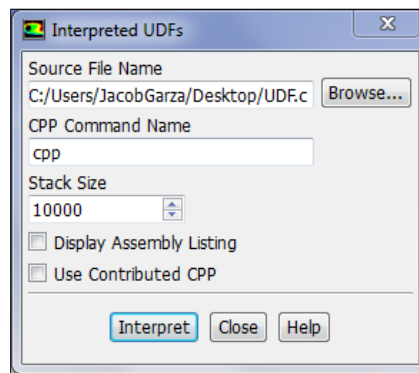 Interpreted UDFs
Source File Name
C:/Users/JacobGarza/Desktop/UDF.c Browse...
CPP Command Name
cpp
Stack Size
10000
Display Assembly Listing
Use Contributed CPP
Interpret Close Help